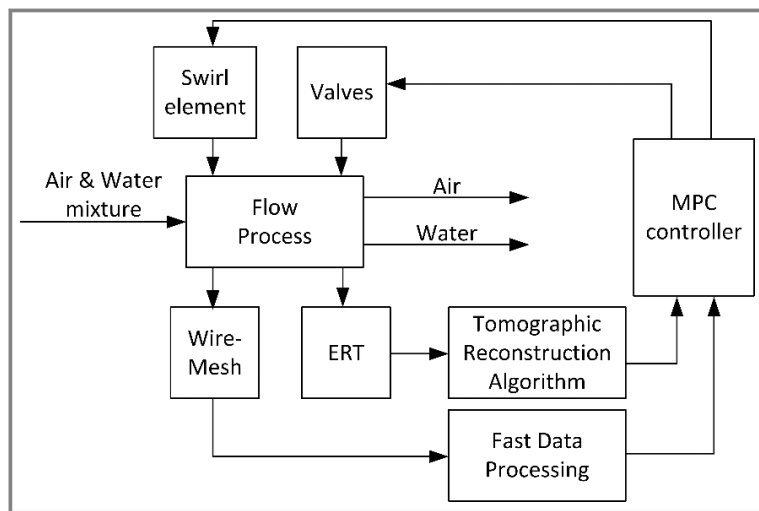 Swirl
element
Valves
Air & Water
mixture
Flow
Process
Air
Water
MPC
controller
Wire-
Mesh
ERT
Tomographic
Reconstruction
Algorithm
Fast Data
Processing